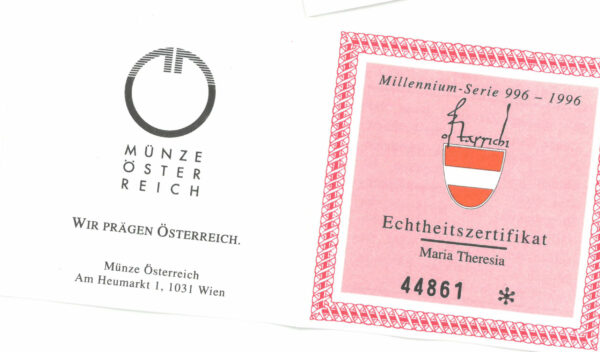 MÜNZE
ÖSTER
REICH
WIR PRÄGEN ÖSTERREICH.
Münze Österreich
Am Heumarkt 1, 1031 Wien
Millennium-Serie 996 – 1996
Echtheitszertifikat
Maria Theresia
44861 *